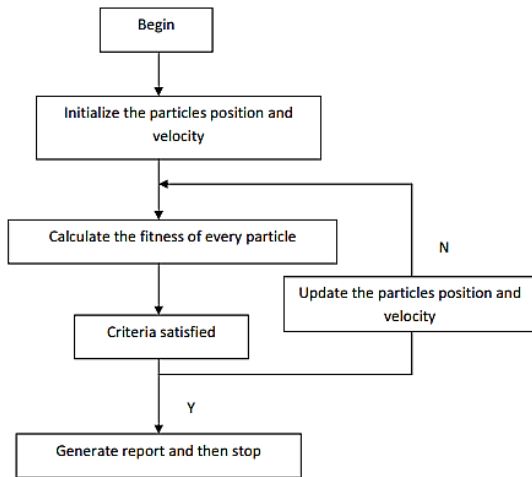 Begin
Initialize the particles position and
velocity
Calculate the fitness of every particle
N
Update the particles position and
velocity
Criteria satisfied
Y
Generate report and then stop